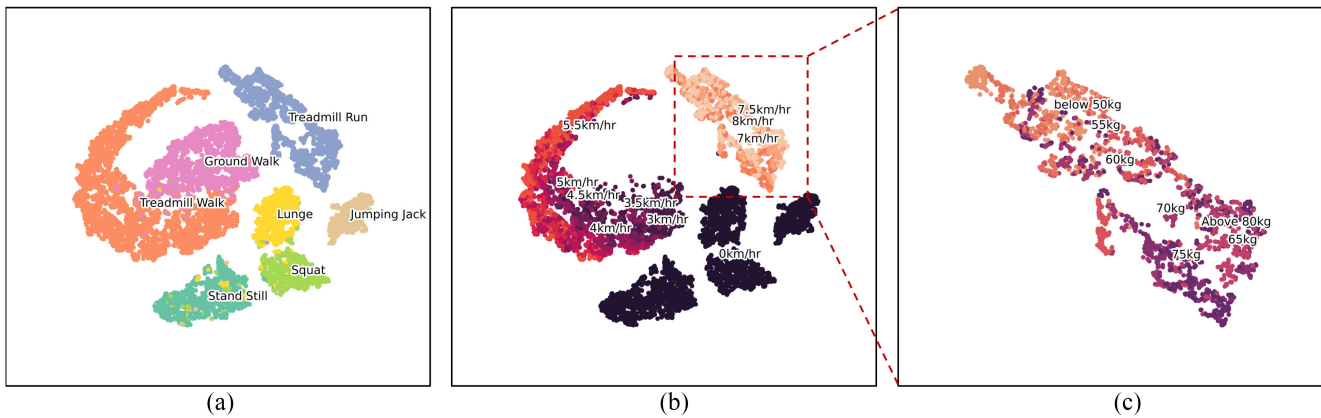 Treadmill Run
Ground Walk
Treadmill Walk
Lunge
Jumping Jack
Squat
Stand Still
(a)
7.5km/hr
8km/hr
7km/hr
5.5km/hr
5km/hr
4.5km/hr
3.5km/hr
3km/hr
4km/hr
0km/hr
(b)
below 50kg
55kg
60kg
70kg
Above 80kg
65kg
75kg
(c)